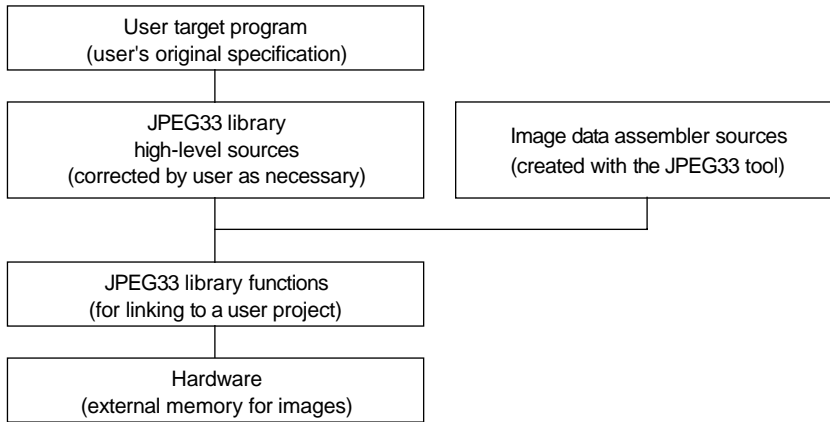 User target program
(user's original specification)
JPEG33 library
high-level sources
(corrected by user as necessary)
Image data assembler sources
(created with the JPEG33 tool)
JPEG33 library functions
(for linking to a user project)
Hardware
(external memory for images)